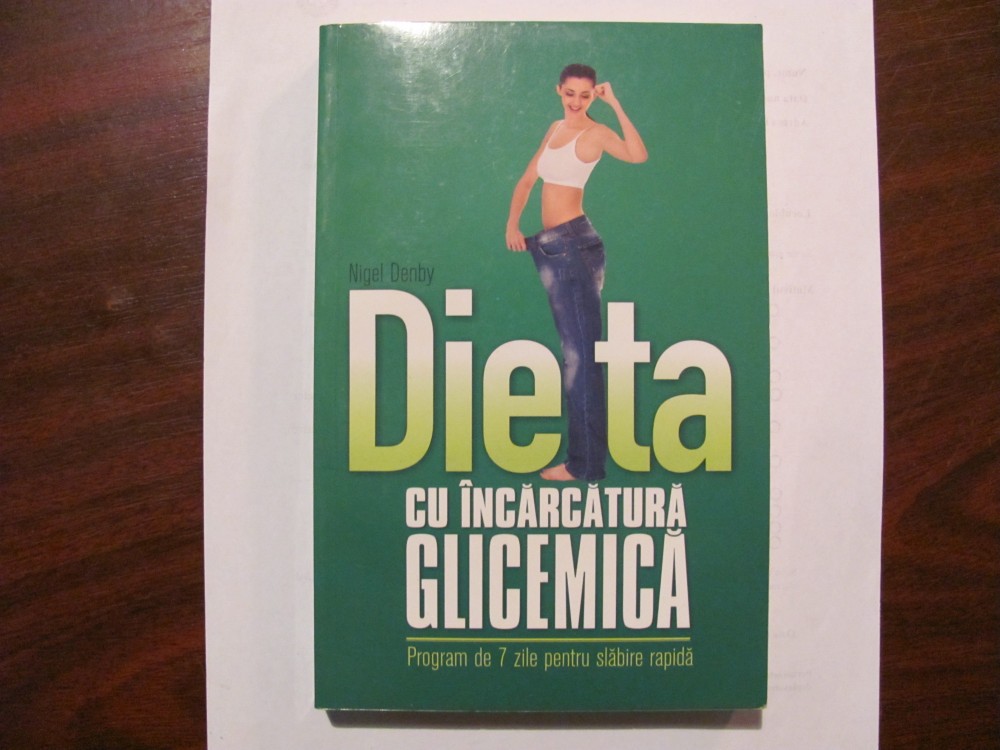 Nigel Denby
Dieta
CU ÎNCĂRCĂTURĂ
GLICEMICĂ
Program de 7 zile pentru slăbire rapidă